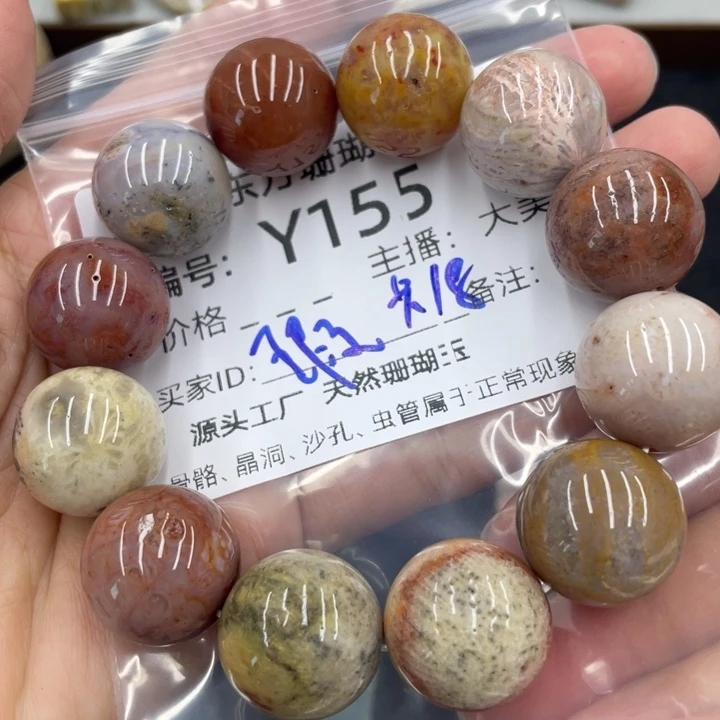 东方珊瑚
编号: Y155
主播: 大美
价格 - - -
备注:
买家ID:
源头工厂 天然珊瑚玉
骨骼、晶洞、沙孔、虫管属于正常现象